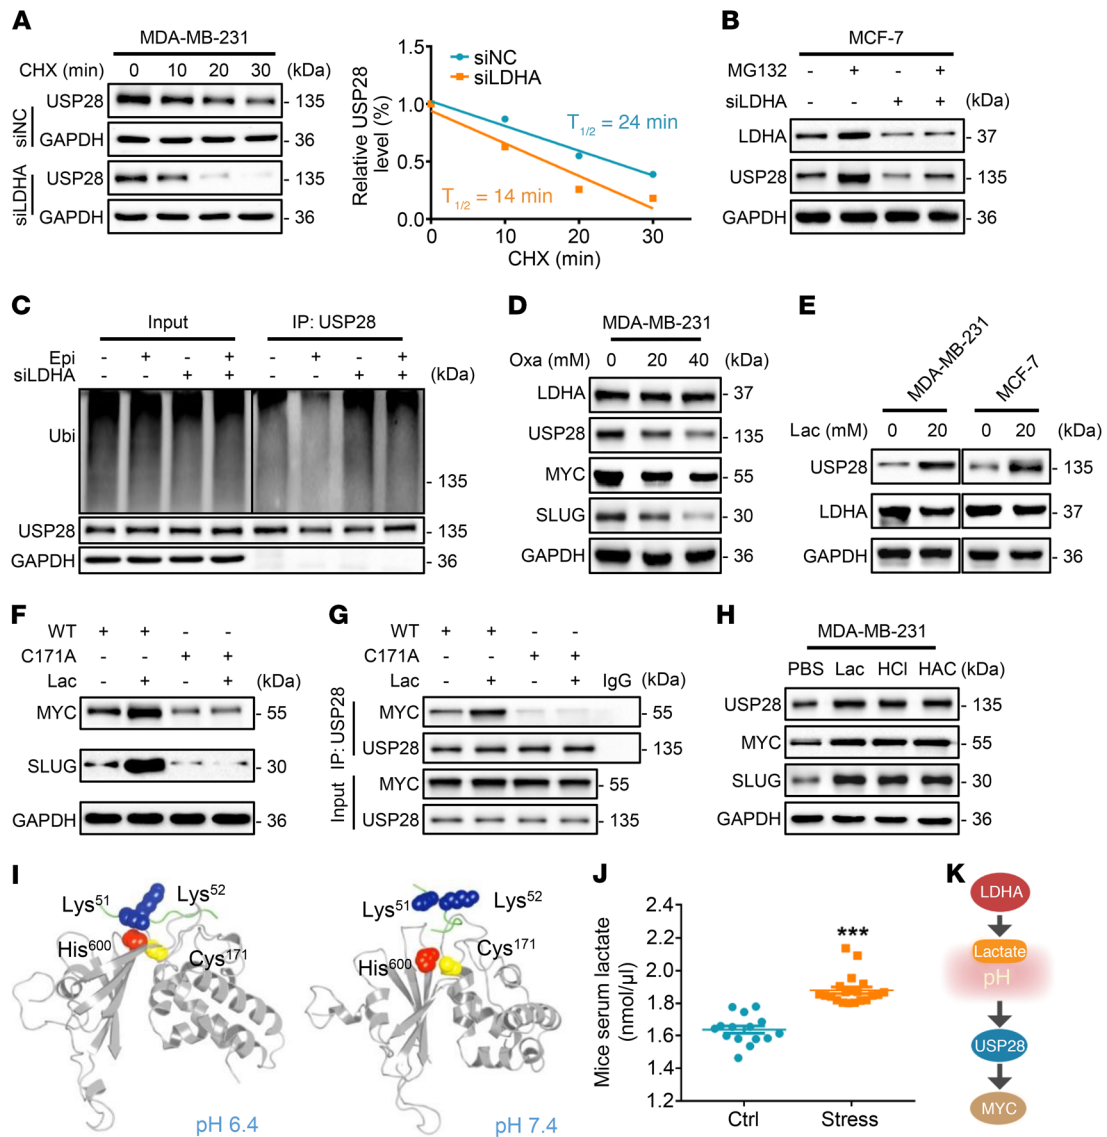 A
MDA-MB-231
CHX (min) 0 10 20 30 (kDa)
siNC
USP28 - 135
GAPDH - 36
siLDHA
USP28 - 135
GAPDH - 36
Relative USP28
level (%)
1.5
1.0
0.5
0.0
siNC
siLDHA
T1/2 = 24 min
T1/2 = 14 min
0 10 20 30
CHX (min)
B
MCF-7
MG132 - + - +
siLDHA - - + + (kDa)
LDHA - 37
USP28 - 135
GAPDH - 36
C
Input IP: USP28
Epi - + - + - + - +
siLDHA - - + + - - + + (kDa)
Ubi
- 135
USP28 - 135
GAPDH - 36
D
MDA-MB-231
Oxa (mM) 0 20 40 (kDa)
LDHA - 37
USP28 - 135
MYC - 55
SLUG - 30
GAPDH - 36
E
MDA-MB-231
MCF-7
Lac (mM) 0 20 0 20 (kDa)
USP28 - 135
LDHA - 37
GAPDH - 36
F
WT + + - -
C171A - - + +
Lac - + - + (kDa)
MYC - 55
SLUG - 30
GAPDH - 36
G
WT + + - -
C171A - - + +
Lac - + - + IgG (kDa)
IP: USP28
MYC - 55
USP28 - 135
Input
MYC - 55
USP28 - 135
H
MDA-MB-231
PBS Lac HCl HAC (kDa)
USP28 - 135
MYC - 55
SLUG - 30
GAPDH - 36
I
Lys51
Lys52
His600
Cys171
pH 6.4
Lys51
Lys52
His600
Cys171
pH 7.4
J
Mice serum lactate
(nmol/µl)
2.4
2.2
2.0
1.8
1.6
1.4
1.2
***
Ctrl Stress
K
LDHA
Lactate
pH
USP28
MYC